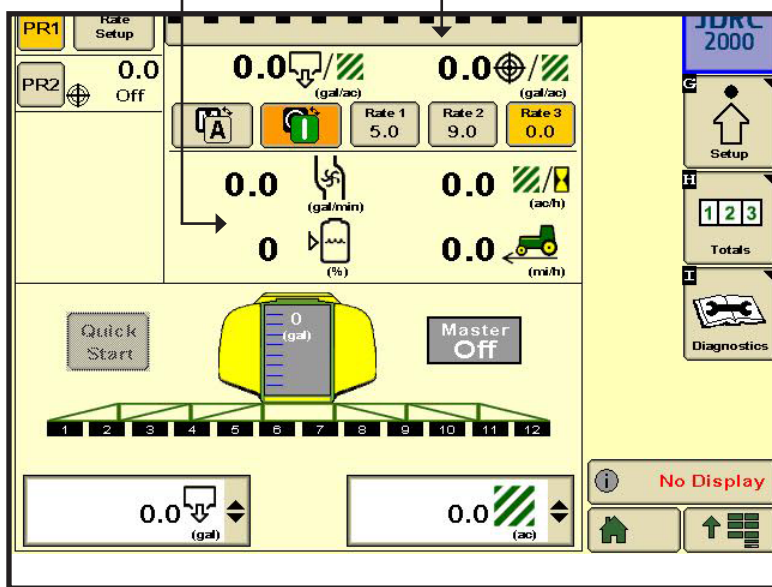 PR1
Rate
Setup
JDRC
2000
PR2
0.0
Off
0.0 / (gal/ac)
0.0 / (gal/ac)
A
I
Rate 1
5.0
Rate 2
9.0
Rate 3
0.0
G
Setup
0.0 (gal/min)
0.0 / (ac/h)
H
1 2 3
Totals
0 (%)
0.0 (mi/h)
I
Diagnostics
Quick
Start
0
(gal)
Master
Off
1 2 3 4 5 6 7 8 9 10 11 12
0.0 (gal)
0.0 (ac)
i No Display